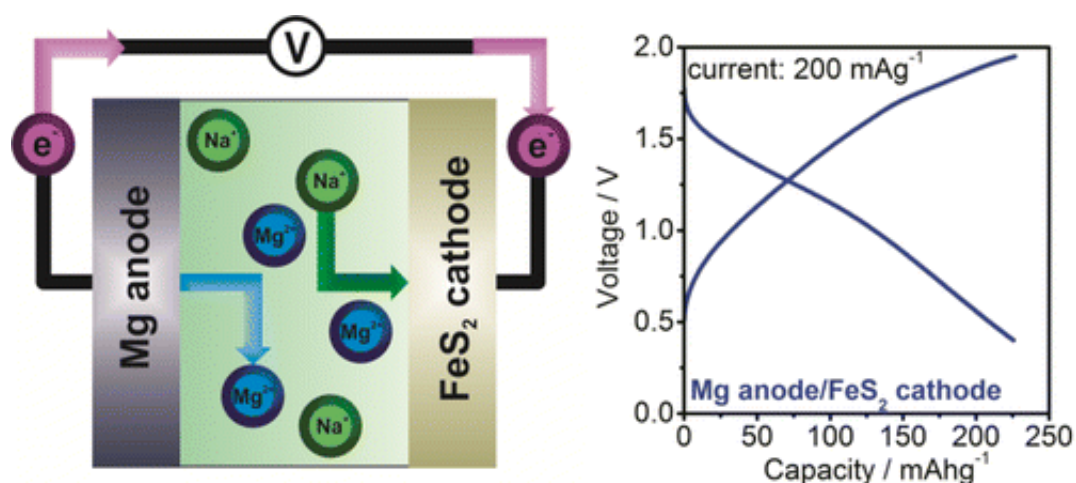 V
e⁻
e⁻
Na⁺
Na⁺
Mg²⁺
Mg²⁺
Mg²⁺
Na⁺
Mg anode
FeS₂ cathode
current: 200 mAg⁻¹
Mg anode/FeS₂ cathode
Voltage / V
2.0
1.5
1.0
0.5
0.0
0 50 100 150 200 250
Capacity / mAhg⁻¹